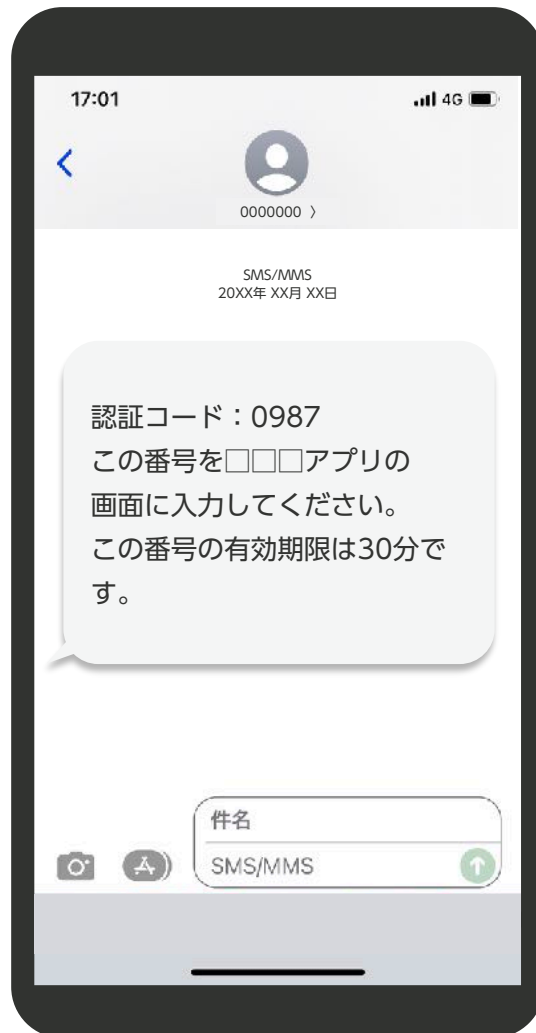 17:01
4G
0000000 〉
SMS/MMS
20XX年 XX月 XX日
認証コード：0987
この番号を□□□アプリの
画面に入力してください。
この番号の有効期限は30分で
す。
件名
SMS/MMS